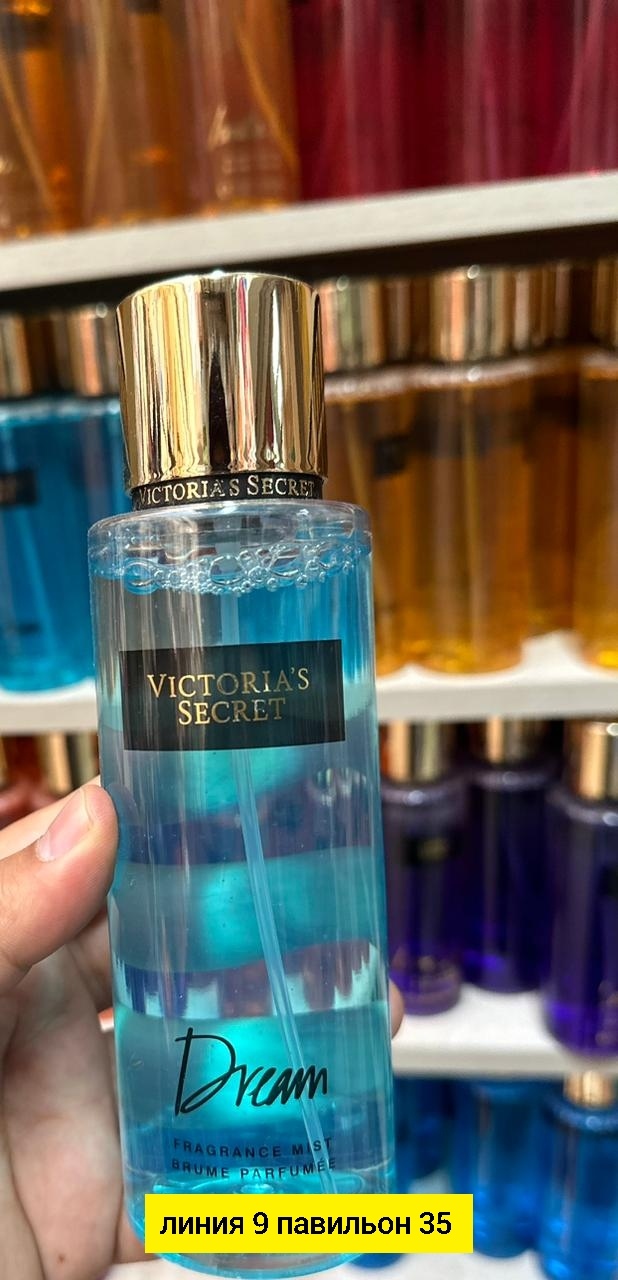 VICTORIA'S SECRET
VICTORIA'S
SECRET
Dream
FRAGRANCE MIST
BRUME PARFUMÉE
линия 9 павильон 35